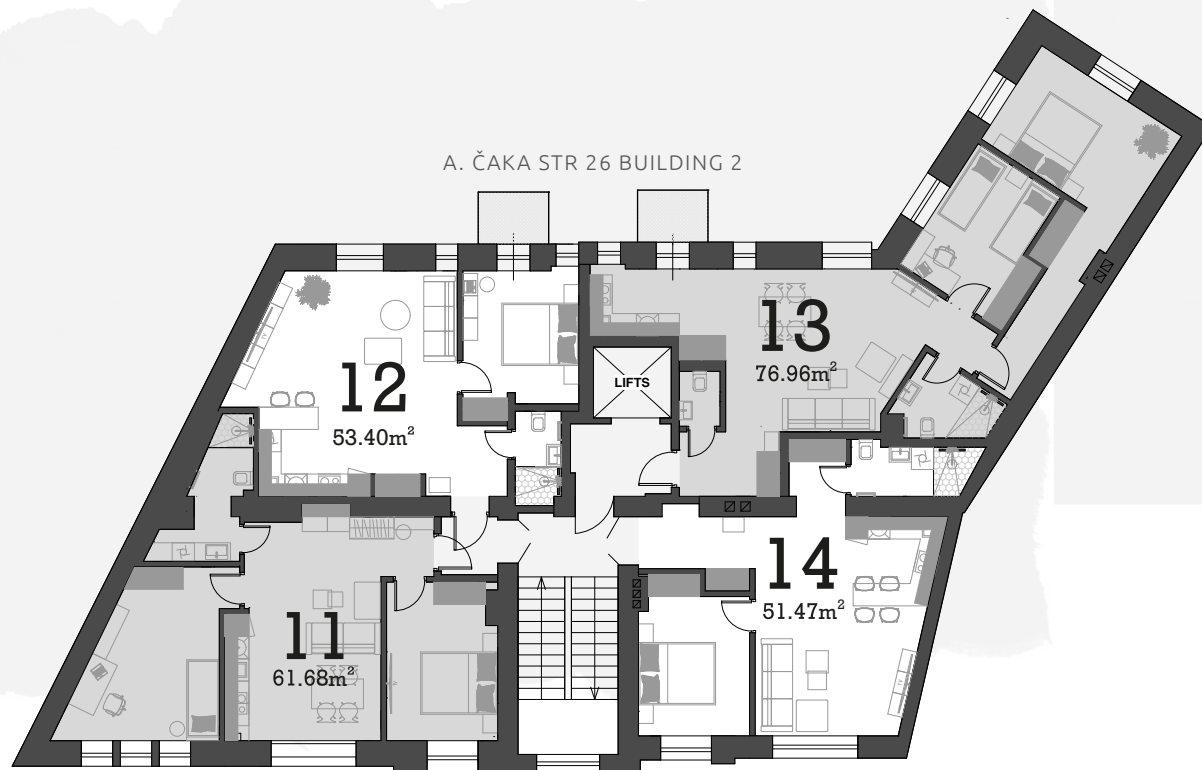 A. ČAKA STR 26 BUILDING 2
13
76.96m²
LIFTS
12
53.40m²
14
51.47m²
11
61.68m²